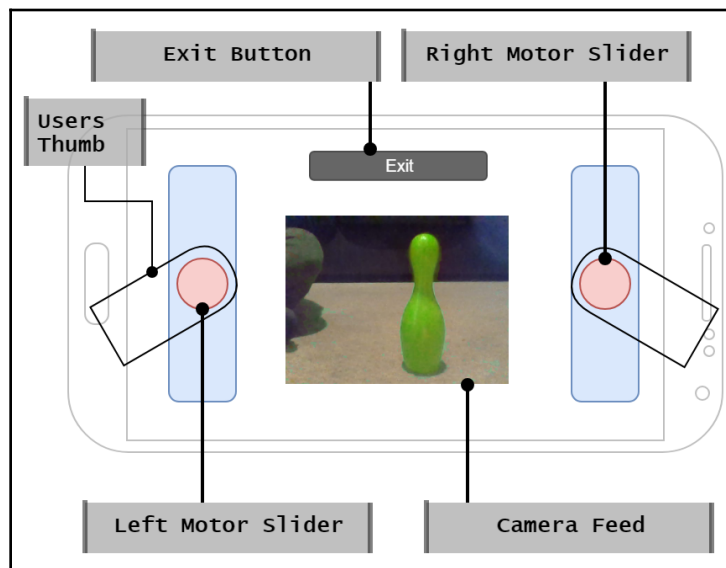 Exit Button
Right Motor Slider
Users
Thumb
Exit
Left Motor Slider
Camera Feed